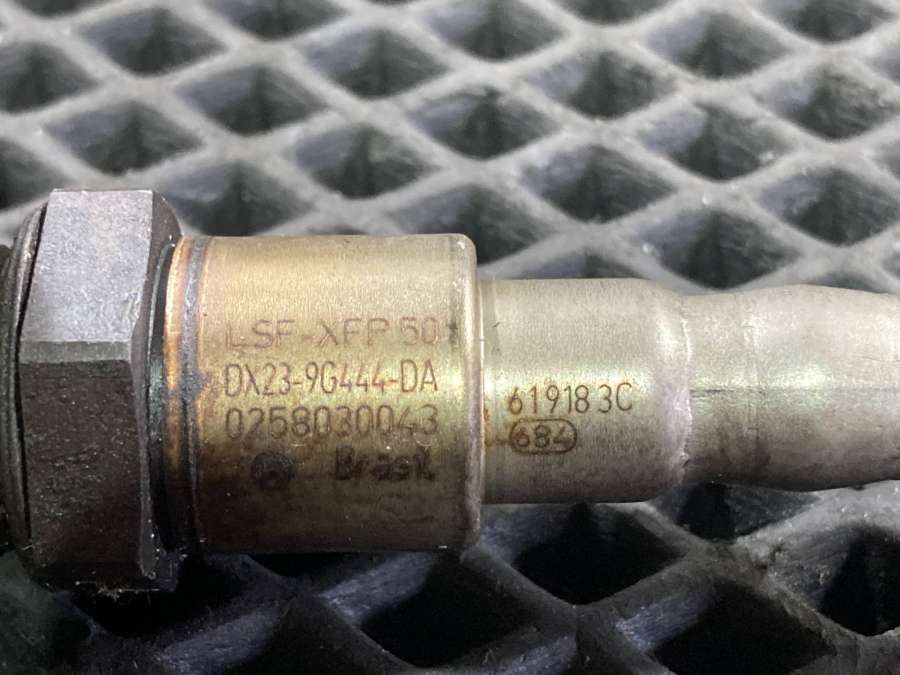 LSF-XFP 50
DX23-9G444-DA
0258030043
Brasil
619183C
684